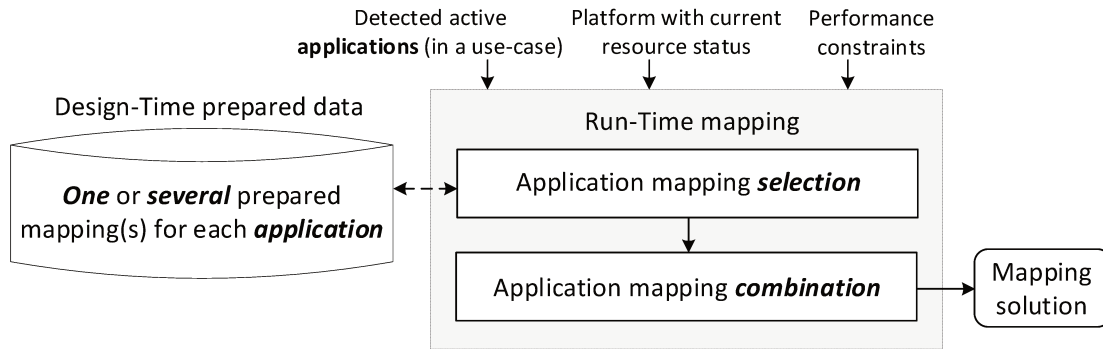 Detected active
applications (in a use-case)
Platform with current
resource status
Performance
constraints
Design-Time prepared data
One or several prepared
mapping(s) for each application
Run-Time mapping
Application mapping selection
Application mapping combination
Mapping
solution